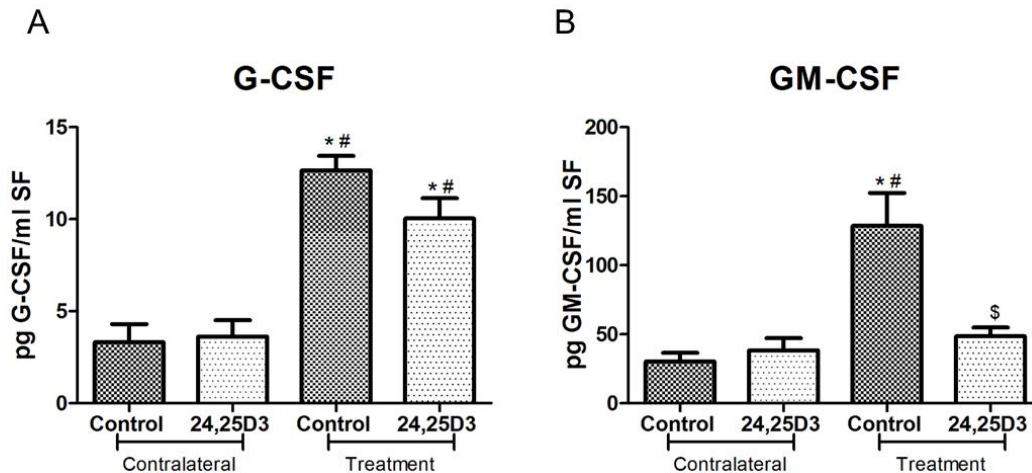 A
G-CSF
pg G-CSF/ml SF
15
10
5
0
* #
* #
Control
24,25D3
Control
24,25D3
Contralateral
Treatment
B
GM-CSF
pg GM-CSF/ml SF
200
150
100
50
0
* #
$
Control
24,25D3
Control
24,25D3
Contralateral
Treatment